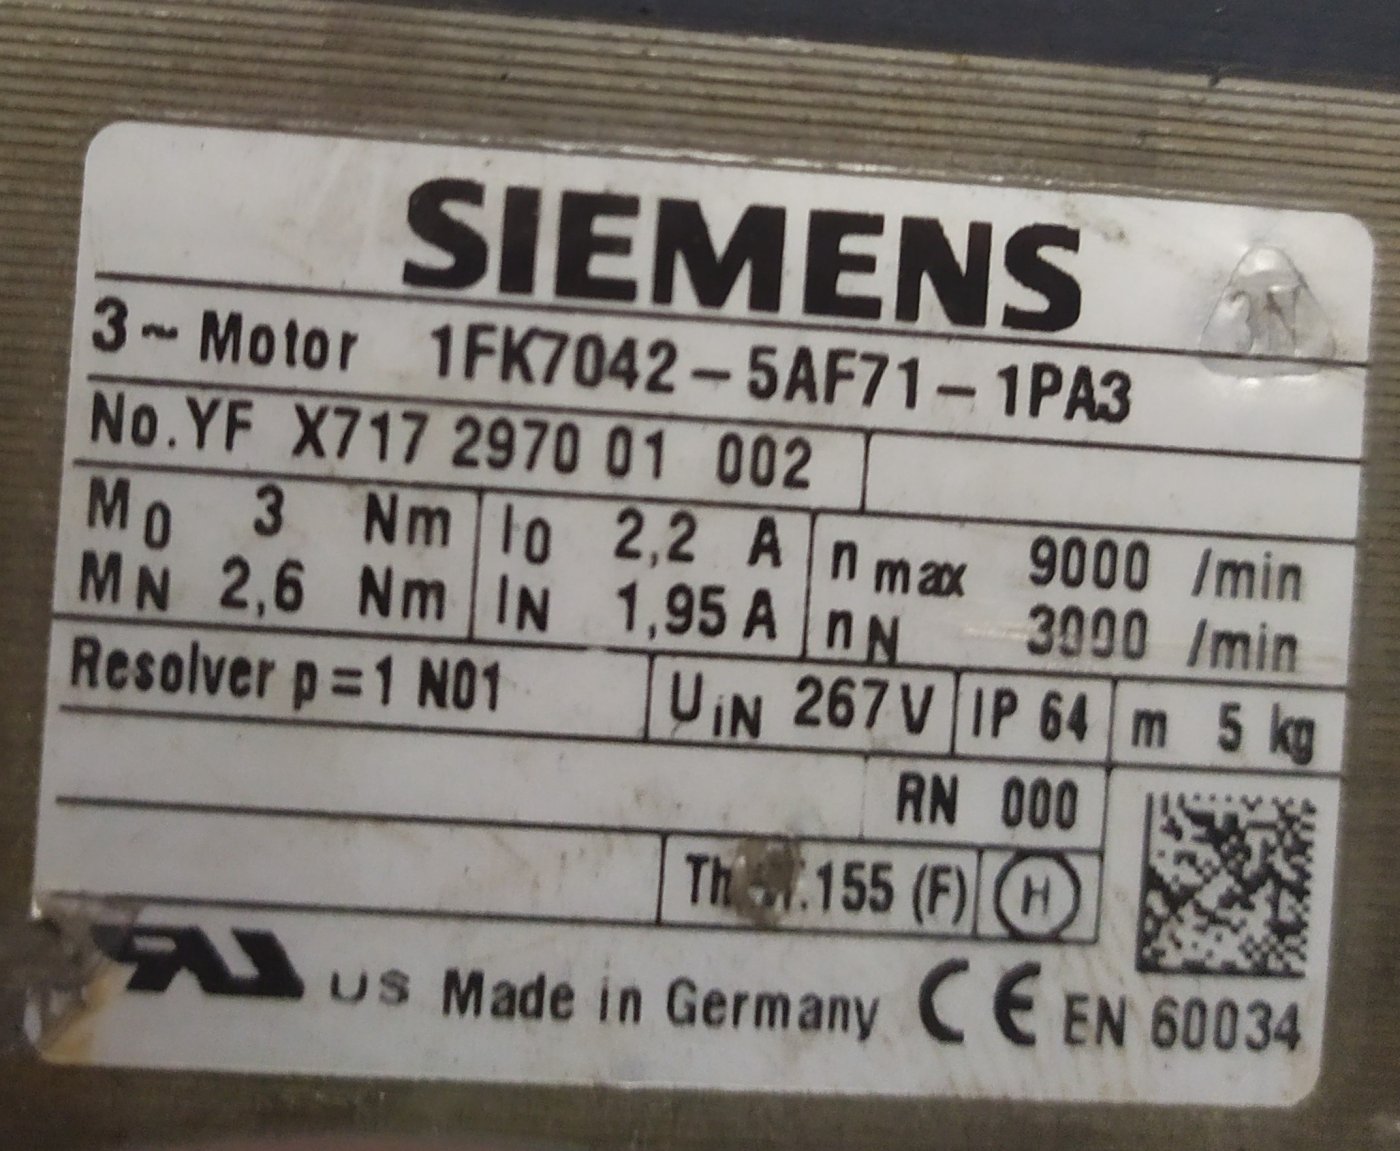 SIEMENS
3~Motor 1FK7042-5AF71-1PA3
No.YF X717 2970 01 002
M0 3 Nm I0 2,2 A n max 9000 /min
MN 2,6 Nm IN 1,95 A nN 3000 /min
Resolver p=1 N01 UiN 267 V IP 64 m 5 kg
RN 000
155 (F) H
US Made in Germany CE EN 60034